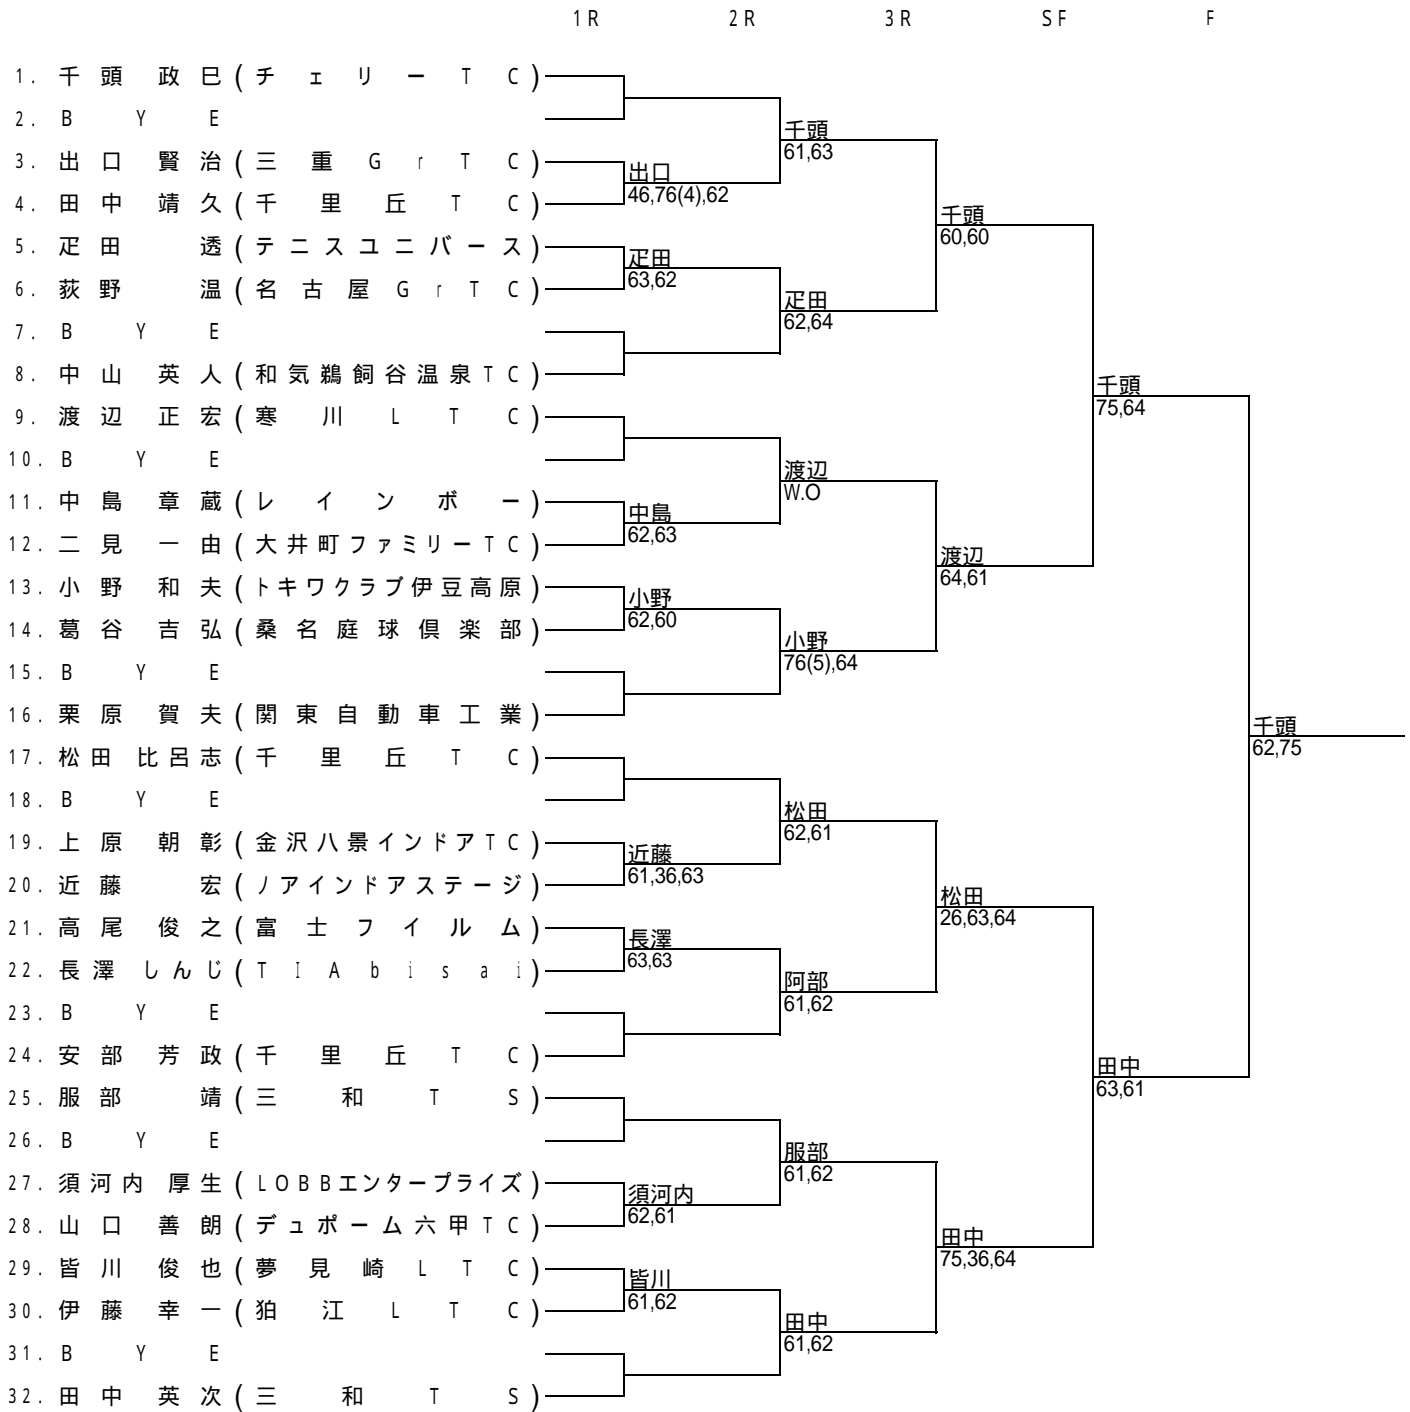 1R 2R 3R SF F
1. 千頭 政巳 (チェリーTC)
2. BYE
千頭
61,63
3. 出口 賢治 (三重GrTC)
出口
46,76(4),62
4. 田中 靖久 (千里丘TC)
千頭
60,60
5. 疋田 透 (テニスユニバース)
疋田
63,62
6. 荻野 温 (名古屋GrTC)
疋田
62,64
7. BYE
8. 中山 英人 (和気鵜飼谷温泉TC)
千頭
75,64
9. 渡辺 正宏 (寒川LTC)
10. BYE
渡辺
W.O
11. 中島 章蔵 (レインボー)
中島
62,63
12. 二見 一由 (大井町ファミリーTC)
渡辺
64,61
13. 小野 和夫 (トキワクラブ伊豆高原)
小野
62,60
14. 葛谷 吉弘 (桑名庭球倶楽部)
小野
76(5),64
15. BYE
16. 栗原 賀夫 (関東自動車工業)
千頭
62,75
17. 松田 比呂志 (千里丘TC)
18. BYE
松田
62,61
19. 上原 朝彰 (金沢八景インドアTC)
近藤
61,36,63
20. 近藤 宏 (ノアインドアステージ)
松田
26,63,64
21. 高尾 俊之 (富士フイルム)
長澤
63,63
22. 長澤 しんじ (TIAbisai)
阿部
61,62
23. BYE
24. 安部 芳政 (千里丘TC)
田中
63,61
25. 服部 靖 (三和TS)
26. BYE
服部
61,62
27. 須河内 厚生 (LOBBエンタープライズ)
須河内
62,61
28. 山口 善朗 (デュポーム六甲TC)
田中
75,36,64
29. 皆川 俊也 (夢見崎LTC)
皆川
61,62
30. 伊藤 幸一 (狛江LTC)
田中
61,62
31. BYE
32. 田中 英次 (三和TS)